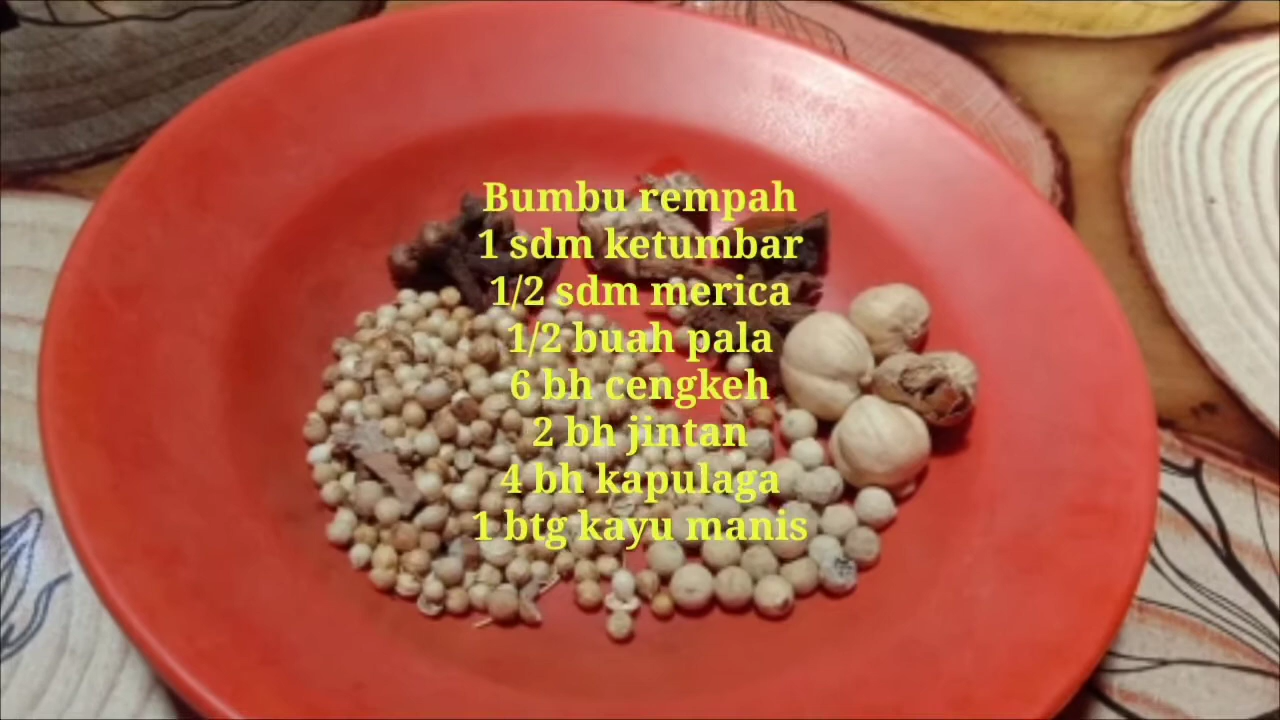 Bumbu rempah
1 sdm ketumbar
1/2 sdm merica
1/2 buah pala
6 bh cengkeh
2 bh jintan
4 bh kapulaga
1 btg kayu manis